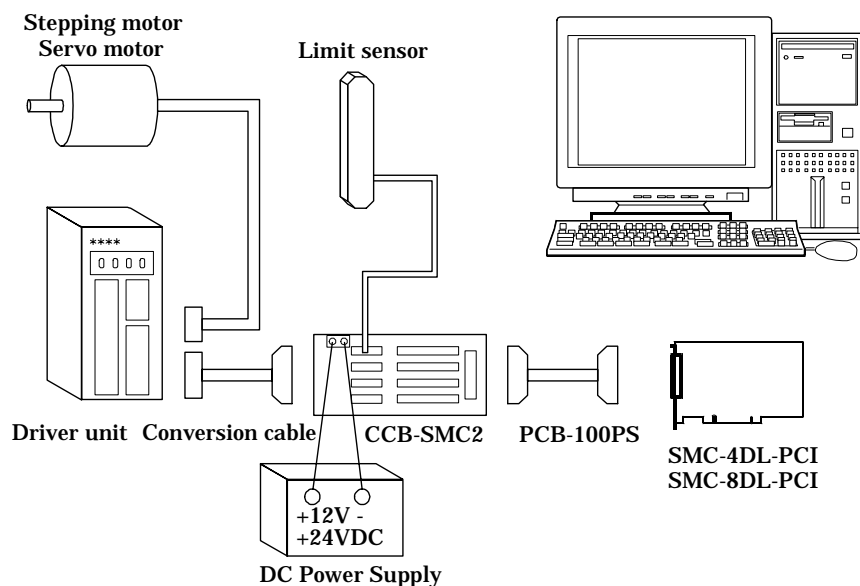 Stepping motor
Servo motor
Limit sensor
****
Driver unit
Conversion cable
CCB-SMC2
PCB-100PS
SMC-4DL-PCI
SMC-8DL-PCI
+12V -
+24VDC
DC Power Supply